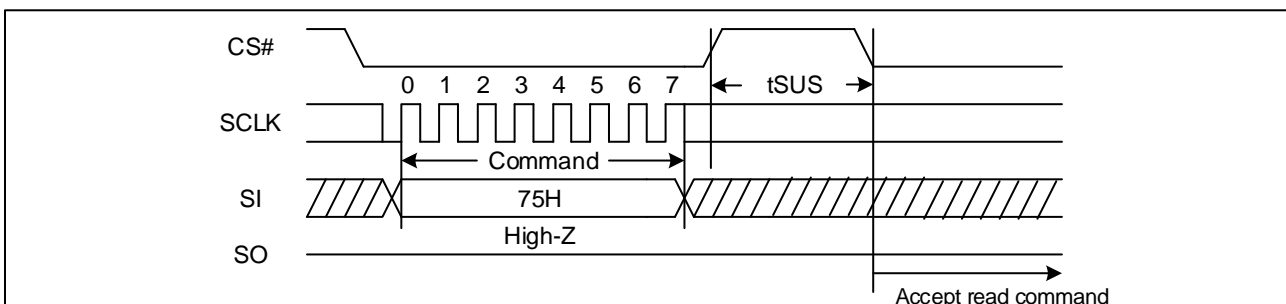 CS#
0 1 2 3 4 5 6 7
tSUS
SCLK
Command
SI
75H
High-Z
SO
Accept read command